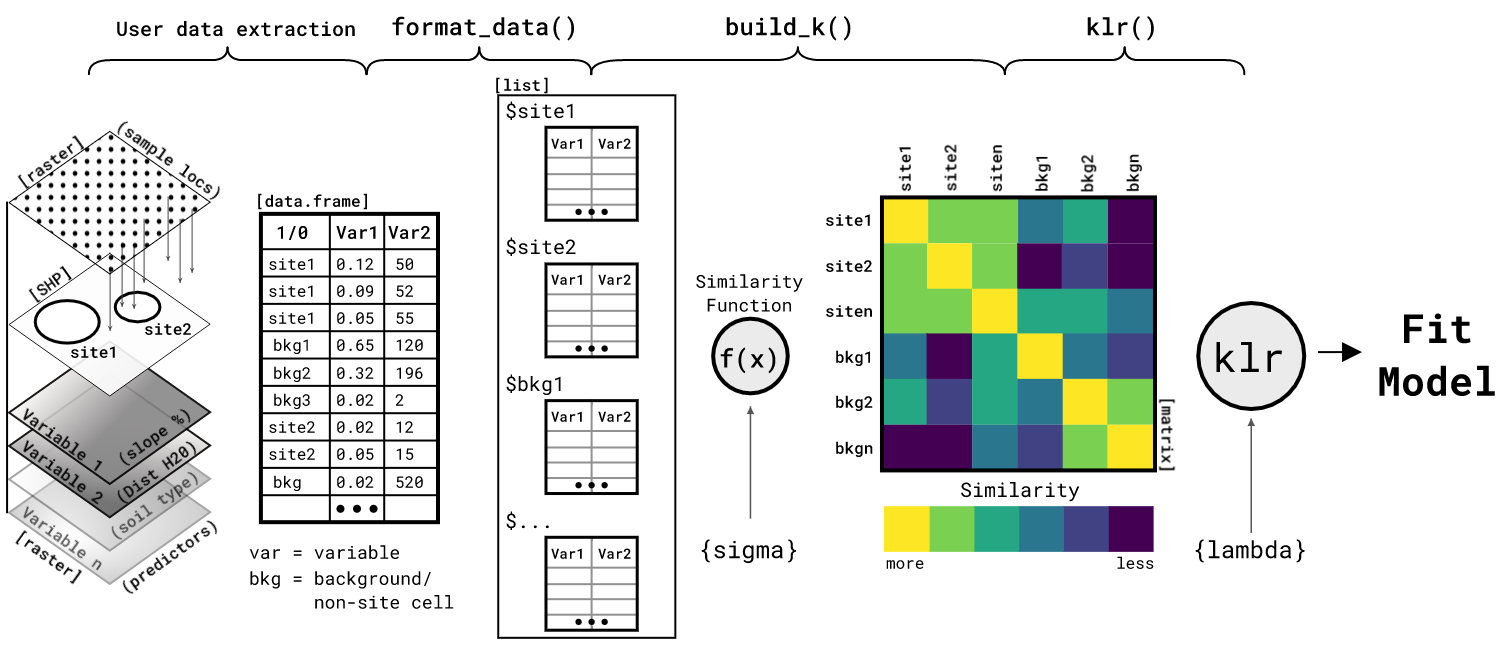 User data extraction
format_data()
build_k()
klr()
[raster]
(sample locs)
[SHP]
site1
site2
Variable 1
(slope %)
Variable 2
(Dist H20)
(soil type)
Variable n
[raster]
(predictors)
[data.frame]
1/0 Var1 Var2
site1 0.12 50
site1 0.09 52
site1 0.05 55
bkg1 0.65 120
bkg2 0.32 196
bkg3 0.02 2
site2 0.02 12
site2 0.05 15
bkg 0.02 520
•••
var = variable
bkg = background/
non-site cell
[list]
$site1
Var1 Var2
•••
$site2
Var1 Var2
•••
$bkg1
Var1 Var2
•••
$...
Var1 Var2
•••
Similarity
Function
f(x)
{sigma}
site1 site2 siten bkg1 bkg2 bkgn
site1
site2
siten
bkg1
bkg2
bkgn
[matrix]
Similarity
more less
klr
{lambda}
Fit
Model